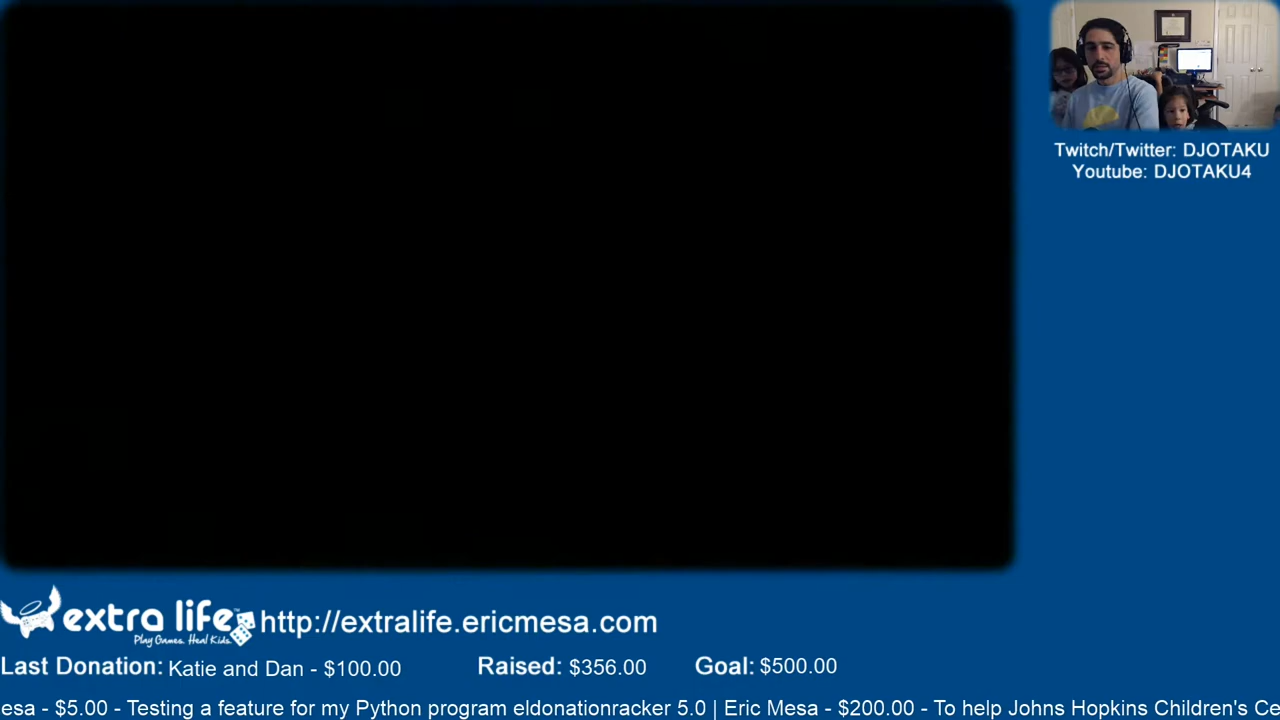 Twitch/Twitter: DJOTAKU
Youtube: DJOTAKU4
extra life
Play Games. Heal Kids.
http://extralife.ericmesa.com
Last Donation: Katie and Dan - $100.00
Raised: $356.00
Goal: $500.00
esa - $5.00 - Testing a feature for my Python program eldonationracker 5.0 | Eric Mesa - $200.00 - To help Johns Hopkins Children's Ce